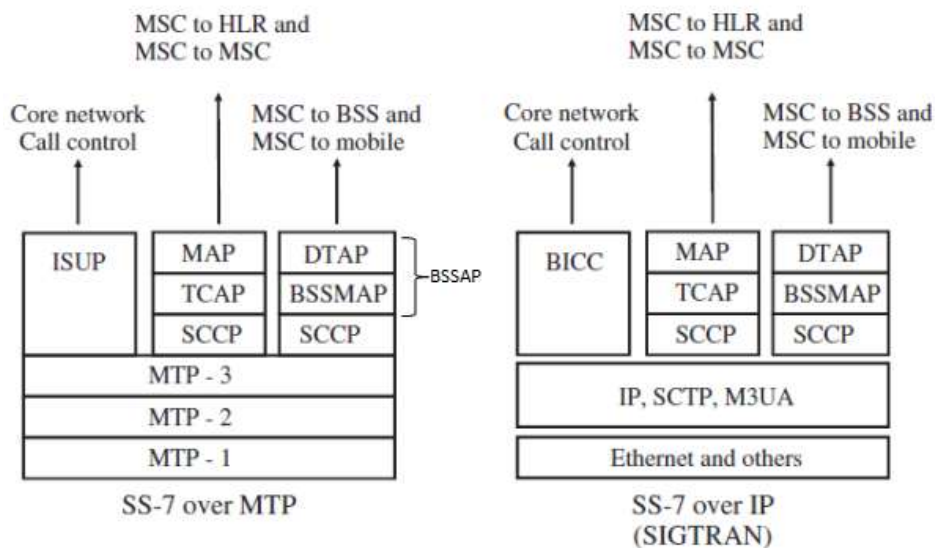 MSC to HLR and
MSC to MSC
Core network
Call control
MSC to BSS and
MSC to mobile
ISUP
MAP
DTAP
TCAP
BSSMAP
SCCP
SCCP
BSSAP
MTP - 3
MTP - 2
MTP - 1
SS-7 over MTP
MSC to HLR and
MSC to MSC
Core network
Call control
MSC to BSS and
MSC to mobile
BICC
MAP
DTAP
TCAP
BSSMAP
SCCP
SCCP
IP, SCTP, M3UA
Ethernet and others
SS-7 over IP
(SIGTRAN)